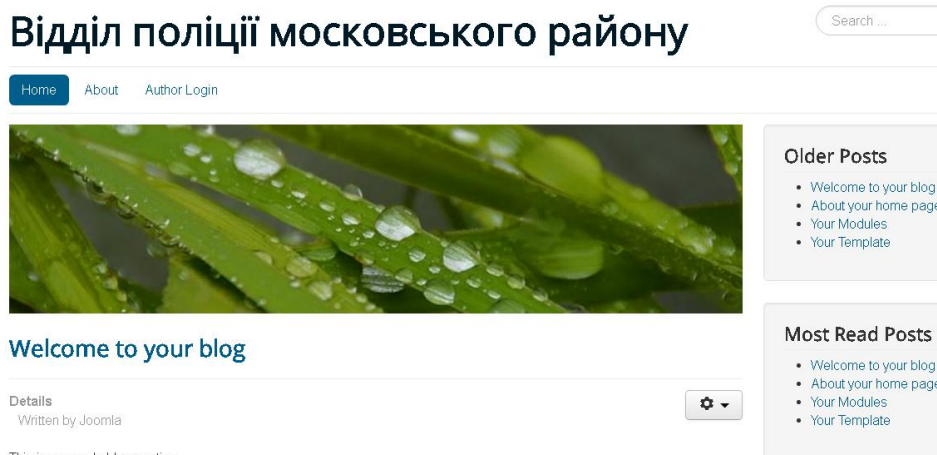 Відділ поліції московського району
Search ...
Home About Author Login
Older Posts
Welcome to your blog
About your home page
Your Modules
Your Template
Welcome to your blog
Details
Written by Joomla
Most Read Posts
Welcome to your blog
About your home page
Your Modules
Your Template